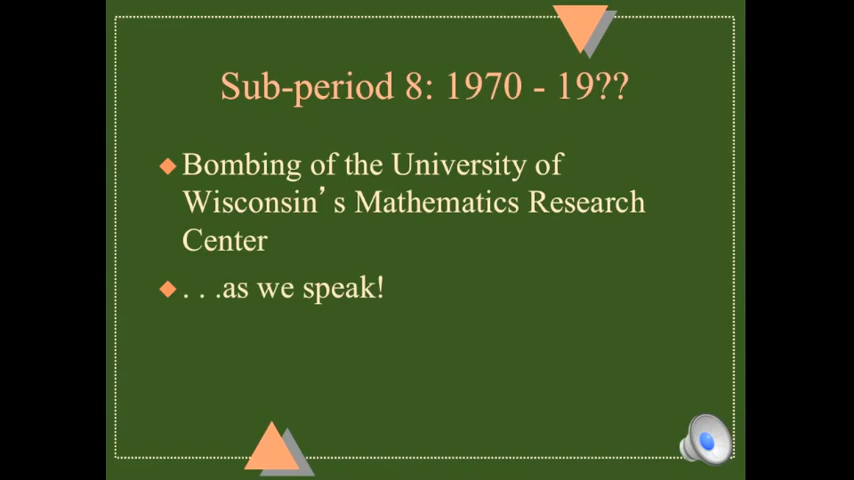 Sub-period 8: 1970 - 19??
Bombing of the University of
Wisconsin’s Mathematics Research
Center
. . .as we speak!